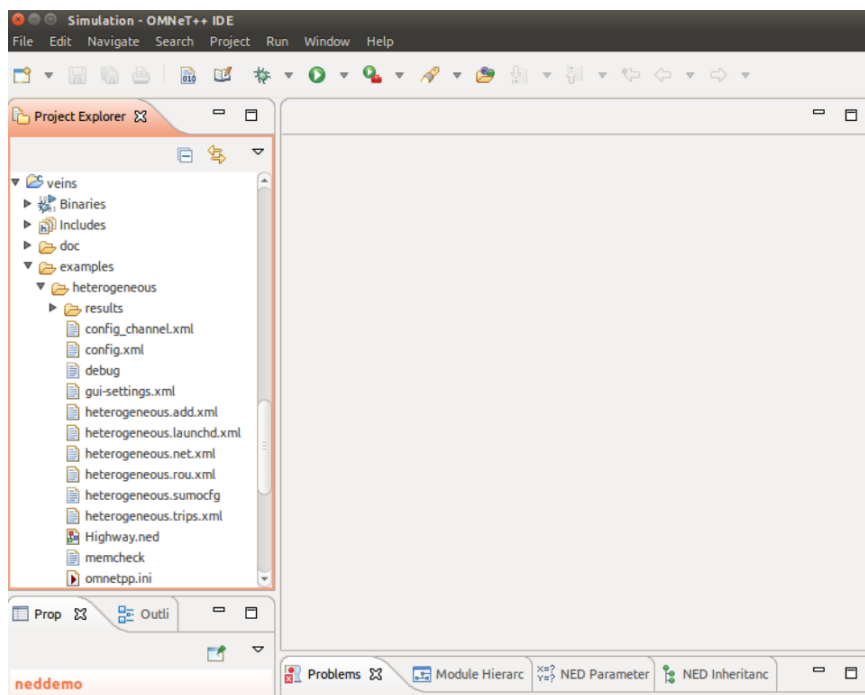 Simulation - OMNeT++ IDE
File Edit Navigate Search Project Run Window Help
010
Project Explorer
veins
Binaries
Includes
doc
examples
heterogeneous
results
config_channel.xml
config.xml
debug
gui-settings.xml
heterogeneous.add.xml
heterogeneous.launchd.xml
heterogeneous.net.xml
heterogeneous.rou.xml
heterogeneous.sumocfg
heterogeneous.trips.xml
Highway.ned
memcheck
omnetpp.ini
Prop Outli
neddemo
Problems Module Hierarc NED Parameter NED Inheritanc